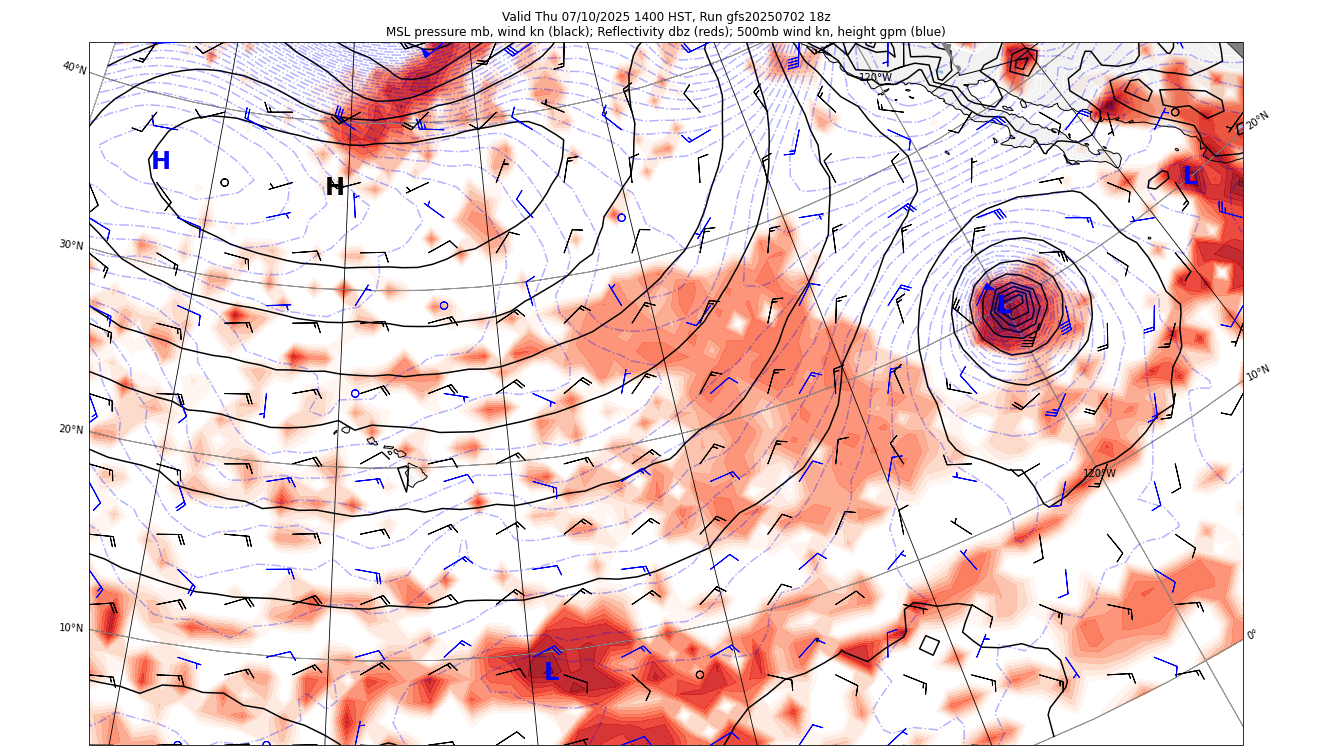 Valid Thu 07/10/2025 1400 HST, Run gfs20250702 18z
MSL pressure mb, wind kn (black); Reflectivity dbz (reds); 500mb wind kn, height gpm (blue)
40°N
120°W
20°N
H
H
L
30°N
L
10°N
20°N
120°W
10°N
0°
L